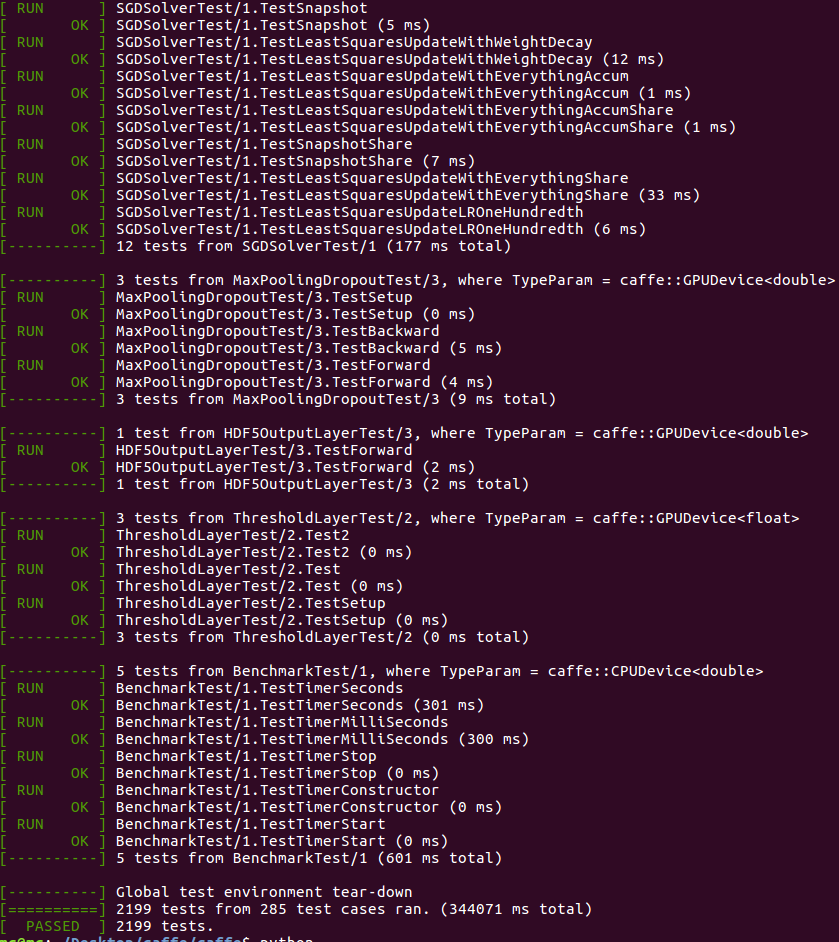 [ RUN      ] SGDSolverTest/1.TestSnapshot
[       OK ] SGDSolverTest/1.TestSnapshot (5 ms)
[ RUN      ] SGDSolverTest/1.TestLeastSquaresUpdateWithWeightDecay
[       OK ] SGDSolverTest/1.TestLeastSquaresUpdateWithWeightDecay (12 ms)
[ RUN      ] SGDSolverTest/1.TestLeastSquaresUpdateWithEverythingAccum
[       OK ] SGDSolverTest/1.TestLeastSquaresUpdateWithEverythingAccum (1 ms)
[ RUN      ] SGDSolverTest/1.TestLeastSquaresUpdateWithEverythingAccumShare
[       OK ] SGDSolverTest/1.TestLeastSquaresUpdateWithEverythingAccumShare (1 ms)
[ RUN      ] SGDSolverTest/1.TestSnapshotShare
[       OK ] SGDSolverTest/1.TestSnapshotShare (7 ms)
[ RUN      ] SGDSolverTest/1.TestLeastSquaresUpdateWithEverythingShare
[       OK ] SGDSolverTest/1.TestLeastSquaresUpdateWithEverythingShare (33 ms)
[ RUN      ] SGDSolverTest/1.TestLeastSquaresUpdateLROneHundredth
[       OK ] SGDSolverTest/1.TestLeastSquaresUpdateLROneHundredth (6 ms)
[----------] 12 tests from SGDSolverTest/1 (177 ms total)
[----------] 3 tests from MaxPoolingDropoutTest/3, where TypeParam = caffe::GPUDevice<double>
[ RUN      ] MaxPoolingDropoutTest/3.TestSetup
[       OK ] MaxPoolingDropoutTest/3.TestSetup (0 ms)
[ RUN      ] MaxPoolingDropoutTest/3.TestBackward
[       OK ] MaxPoolingDropoutTest/3.TestBackward (5 ms)
[ RUN      ] MaxPoolingDropoutTest/3.TestForward
[       OK ] MaxPoolingDropoutTest/3.TestForward (4 ms)
[----------] 3 tests from MaxPoolingDropoutTest/3 (9 ms total)
[----------] 1 test from HDF5OutputLayerTest/3, where TypeParam = caffe::GPUDevice<double>
[ RUN      ] HDF5OutputLayerTest/3.TestForward
[       OK ] HDF5OutputLayerTest/3.TestForward (2 ms)
[----------] 1 test from HDF5OutputLayerTest/3 (2 ms total)
[----------] 3 tests from ThresholdLayerTest/2, where TypeParam = caffe::GPUDevice<float>
[ RUN      ] ThresholdLayerTest/2.Test2
[       OK ] ThresholdLayerTest/2.Test2 (0 ms)
[ RUN      ] ThresholdLayerTest/2.Test
[       OK ] ThresholdLayerTest/2.Test (0 ms)
[ RUN      ] ThresholdLayerTest/2.TestSetup
[       OK ] ThresholdLayerTest/2.TestSetup (0 ms)
[----------] 3 tests from ThresholdLayerTest/2 (0 ms total)
[----------] 5 tests from BenchmarkTest/1, where TypeParam = caffe::CPUDevice<double>
[ RUN      ] BenchmarkTest/1.TestTimerSeconds
[       OK ] BenchmarkTest/1.TestTimerSeconds (301 ms)
[ RUN      ] BenchmarkTest/1.TestTimerMilliSeconds
[       OK ] BenchmarkTest/1.TestTimerMilliSeconds (300 ms)
[ RUN      ] BenchmarkTest/1.TestTimerStop
[       OK ] BenchmarkTest/1.TestTimerStop (0 ms)
[ RUN      ] BenchmarkTest/1.TestTimerConstructor
[       OK ] BenchmarkTest/1.TestTimerConstructor (0 ms)
[ RUN      ] BenchmarkTest/1.TestTimerStart
[       OK ] BenchmarkTest/1.TestTimerStart (0 ms)
[----------] 5 tests from BenchmarkTest/1 (601 ms total)
[----------] Global test environment tear-down
[==========] 2199 tests from 285 test cases ran. (344071 ms total)
[  PASSED  ] 2199 tests.